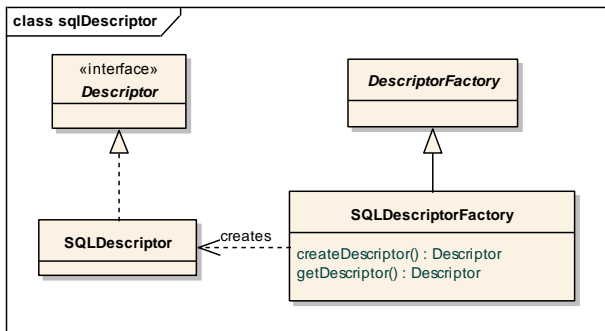 class sqlDescriptor
«interface»
Descriptor
DescriptorFactory
SQLDescriptor
creates
SQLDescriptorFactory
createDescriptor() : Descriptor
getDescriptor() : Descriptor